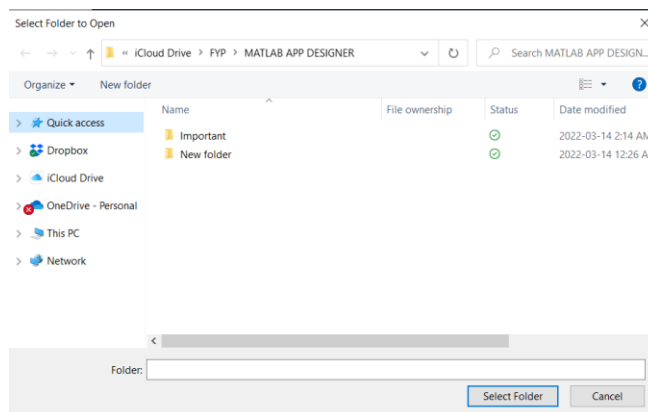 Select Folder to Open
« iCloud Drive > FYP > MATLAB APP DESIGNER
Search MATLAB APP DESIGN...
Organize
New folder
Name
File ownership
Status
Date modified
Quick access
Dropbox
iCloud Drive
OneDrive - Personal
This PC
Network
Important
2022-03-14 2:14 AM
New folder
2022-03-14 12:26 A
Folder:
Select Folder
Cancel